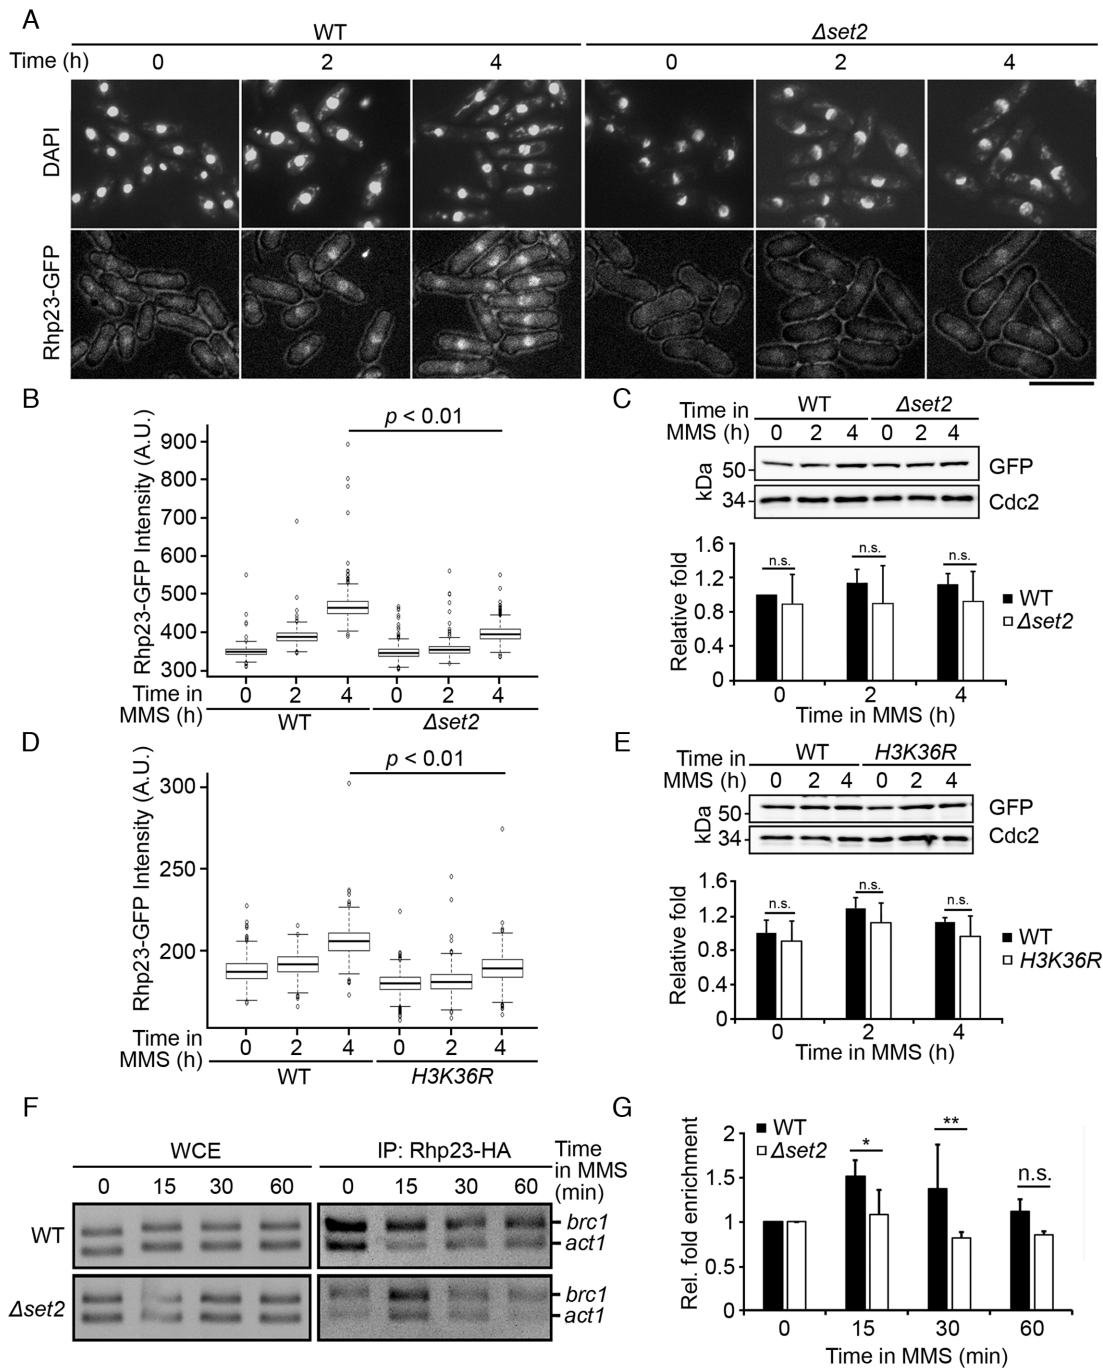 A
WT Δset2
Time (h) 0 2 4 0 2 4
DAPI
Rhp23-GFP
B
p < 0.01
Rhp23-GFP Intensity (A.U.)
900
800
700
600
500
400
300
Time in
MMS (h)
0 2 4 0 2 4
WT Δset2
C
Time in
MMS (h)
WT Δset2
0 2 4 0 2 4
kDa
50 GFP
34 Cdc2
Relative fold
1.6
1.2
0.8
0.4
0
n.s. n.s. n.s.
WT
Δset2
0 2 4
Time in MMS (h)
D
p < 0.01
Rhp23-GFP Intensity (A.U.)
300
250
200
Time in
MMS (h)
0 2 4 0 2 4
WT H3K36R
E
Time in
MMS (h)
WT H3K36R
0 2 4 0 2 4
kDa
50 GFP
34 Cdc2
Relative fold
1.6
1.2
0.8
0.4
0
n.s. n.s. n.s.
WT
H3K36R
0 2 4
Time in MMS (h)
F
WCE IP: Rhp23-HA
Time
in MMS
(min)
0 15 30 60 0 15 30 60
WT
brc1
act1
Δset2
brc1
act1
G
WT
Δset2
Rel. fold enrichment
2
1.5
1
0.5
0
* ** n.s.
0 15 30 60
Time in MMS (min)